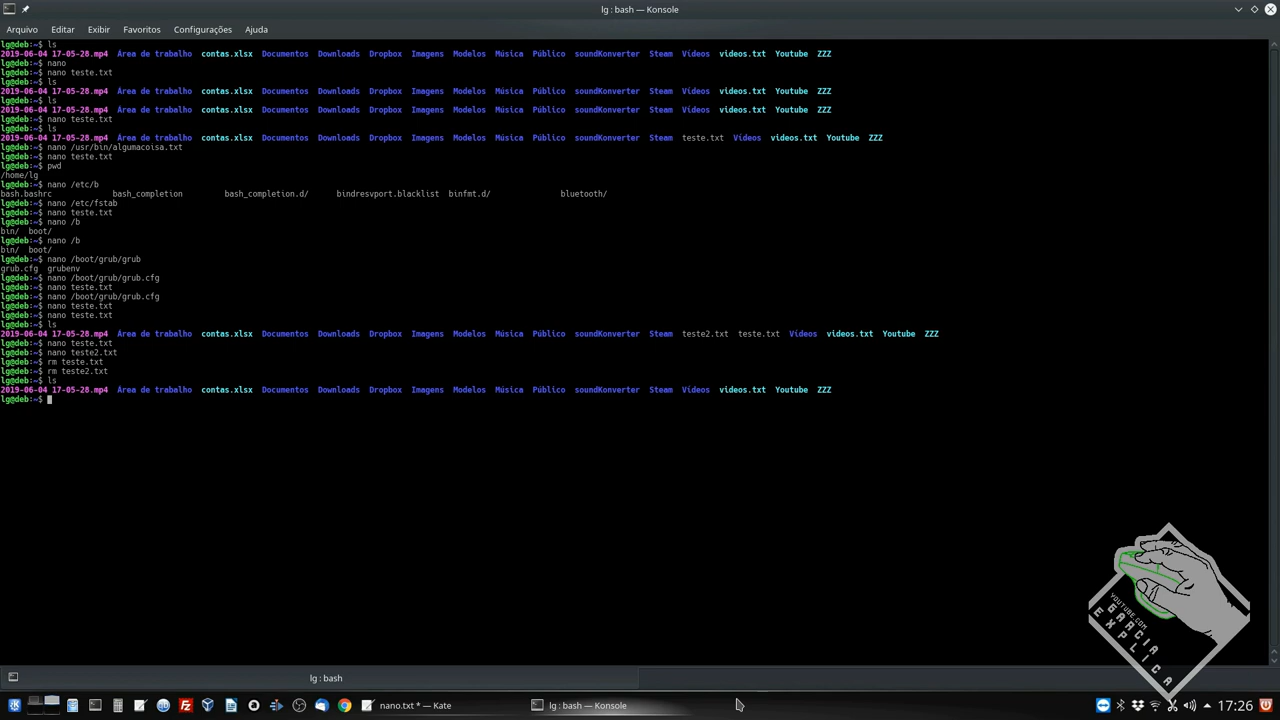 lg : bash — Konsole
Arquivo Editar Exibir Favoritos Configurações Ajuda
lg@deb:~$ ls
2019-06-04 17-05-28.mp4 Área de trabalho contas.xlsx Documentos Downloads Dropbox Imagens Modelos Música Público soundKonverter Steam Vídeos videos.txt Youtube ZZZ
lg@deb:~$ nano
lg@deb:~$ nano teste.txt
lg@deb:~$ ls
2019-06-04 17-05-28.mp4 Área de trabalho contas.xlsx Documentos Downloads Dropbox Imagens Modelos Música Público soundKonverter Steam Vídeos videos.txt Youtube ZZZ
lg@deb:~$ ls
2019-06-04 17-05-28.mp4 Área de trabalho contas.xlsx Documentos Downloads Dropbox Imagens Modelos Música Público soundKonverter Steam Vídeos videos.txt Youtube ZZZ
lg@deb:~$ nano teste.txt
lg@deb:~$ ls
2019-06-04 17-05-28.mp4 Área de trabalho contas.xlsx Documentos Downloads Dropbox Imagens Modelos Música Público soundKonverter Steam teste.txt Vídeos videos.txt Youtube ZZZ
lg@deb:~$ nano /usr/bin/algumacoisa.txt
lg@deb:~$ nano teste.txt
lg@deb:~$ pwd
/home/lg
lg@deb:~$ nano /etc/b
bash.bashrc bash_completion bash_completion.d/ bindresvport.blacklist binfmt.d/ bluetooth/
lg@deb:~$ nano /etc/fstab
lg@deb:~$ nano teste.txt
lg@deb:~$ nano /b
bin/ boot/
lg@deb:~$ nano /b
bin/ boot/
lg@deb:~$ nano /boot/grub/grub
grub.cfg grubenv
lg@deb:~$ nano /boot/grub/grub.cfg
lg@deb:~$ nano teste.txt
lg@deb:~$ nano /boot/grub/grub.cfg
lg@deb:~$ nano teste.txt
lg@deb:~$ nano teste.txt
lg@deb:~$ ls
2019-06-04 17-05-28.mp4 Área de trabalho contas.xlsx Documentos Downloads Dropbox Imagens Modelos Música Público soundKonverter Steam teste2.txt teste.txt Vídeos videos.txt Youtube ZZZ
lg@deb:~$ nano teste.txt
lg@deb:~$ nano teste2.txt
lg@deb:~$ rm teste.txt
lg@deb:~$ rm teste2.txt
lg@deb:~$ ls
2019-06-04 17-05-28.mp4 Área de trabalho contas.xlsx Documentos Downloads Dropbox Imagens Modelos Música Público soundKonverter Steam Vídeos videos.txt Youtube ZZZ
lg@deb:~$
YOUTUBE.COM
GARCIA
EXPLICA
lg : bash
nano.txt * — Kate
lg : bash — Konsole
17:26